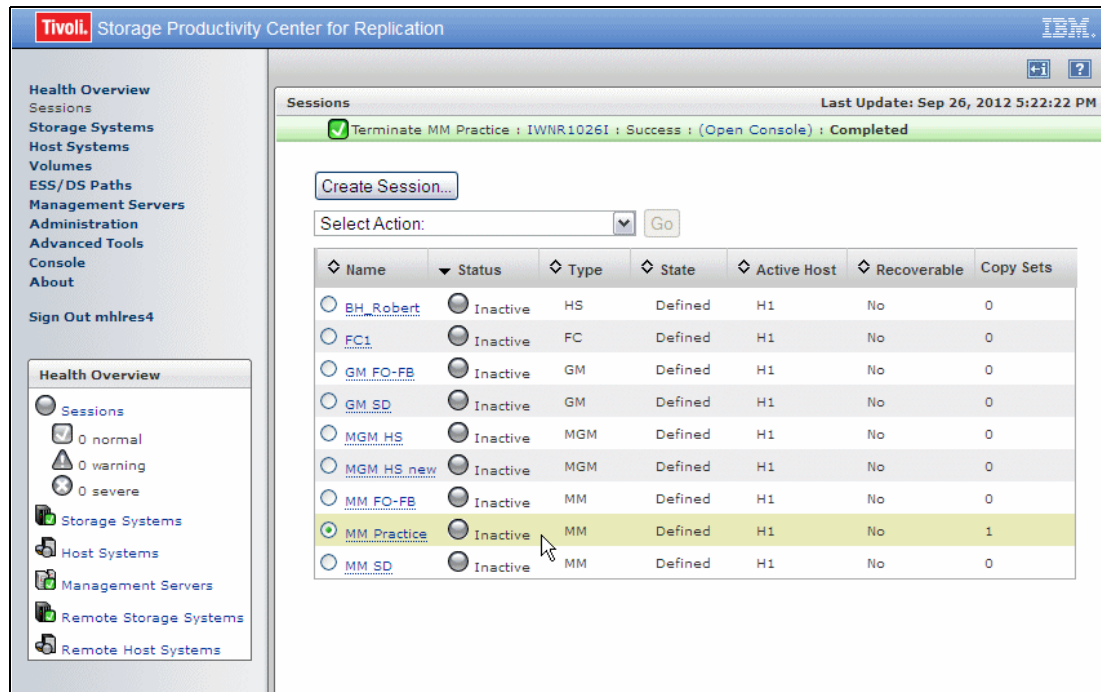 Tivoli. Storage Productivity Center for Replication IBM.
Health Overview
Sessions
Storage Systems
Host Systems
Volumes
ESS/DS Paths
Management Servers
Administration
Advanced Tools
Console
About
Sign Out mhlres4
Health Overview
Sessions
0 normal
0 warning
0 severe
Storage Systems
Host Systems
Management Servers
Remote Storage Systems
Remote Host Systems
i ?
Sessions Last Update: Sep 26, 2012 5:22:22 PM
Terminate MM Practice : IWNR1026I : Success : (Open Console) : Completed
Create Session...
Select Action: Go
Name Status Type State Active Host Recoverable Copy Sets
BH_Robert Inactive HS Defined H1 No 0
FC1 Inactive FC Defined H1 No 0
GM FO-FB Inactive GM Defined H1 No 0
GM SD Inactive GM Defined H1 No 0
MGM HS Inactive MGM Defined H1 No 0
MGM HS new Inactive MGM Defined H1 No 0
MM FO-FB Inactive MM Defined H1 No 0
MM Practice Inactive MM Defined H1 No 1
MM SD Inactive MM Defined H1 No 0